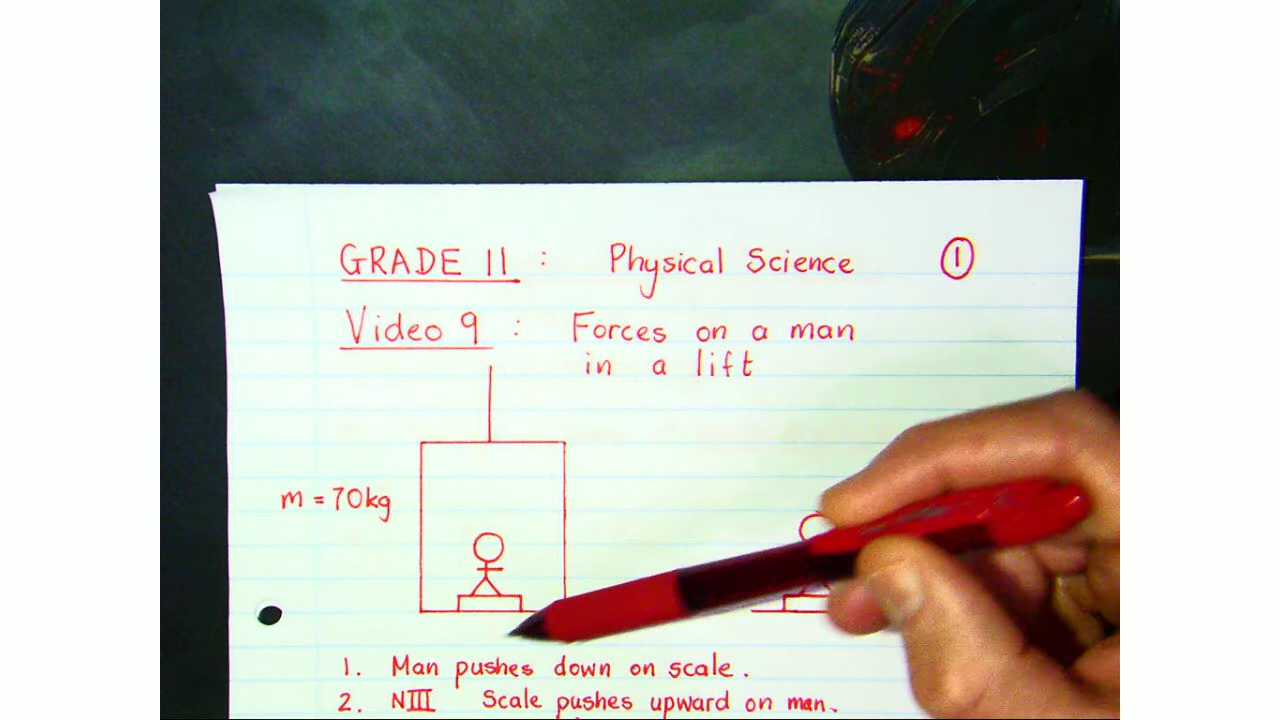 GRADE 11 : Physical Science 1
Video 9 : Forces on a man
in a lift
m = 70kg
1. Man pushes down on scale.
2. NIII Scale pushes upward on man.